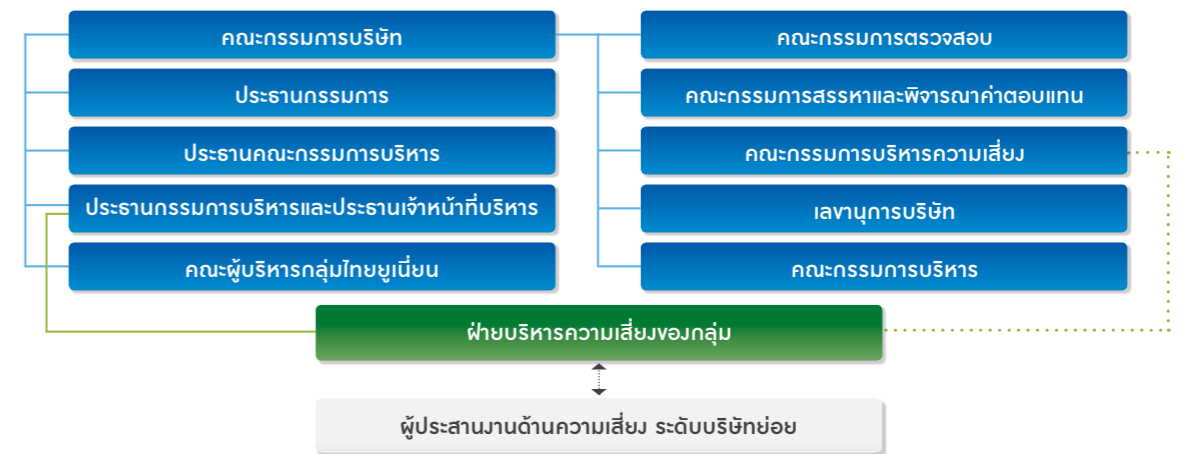 คณะกรรมการบริษัท
ประธานกรรมการ
ประธานคณะกรรมการบริหาร
ประธานกรรมการบริหารและประธานเจ้าหน้าที่บริหาร
คณะผู้บริหารกลุ่มไทยยูเนี่ยน
คณะกรรมการตรวจสอบ
คณะกรรมการสรรหาและพิจารณาค่าตอบแทน
คณะกรรมการบริหารความเสี่ยง
เลขานุการบริษัท
คณะกรรมการบริหาร
ฝ่ายบริหารความเสี่ยงของกลุ่ม
ผู้ประสานงานด้านความเสี่ยง ระดับบริษัทย่อย